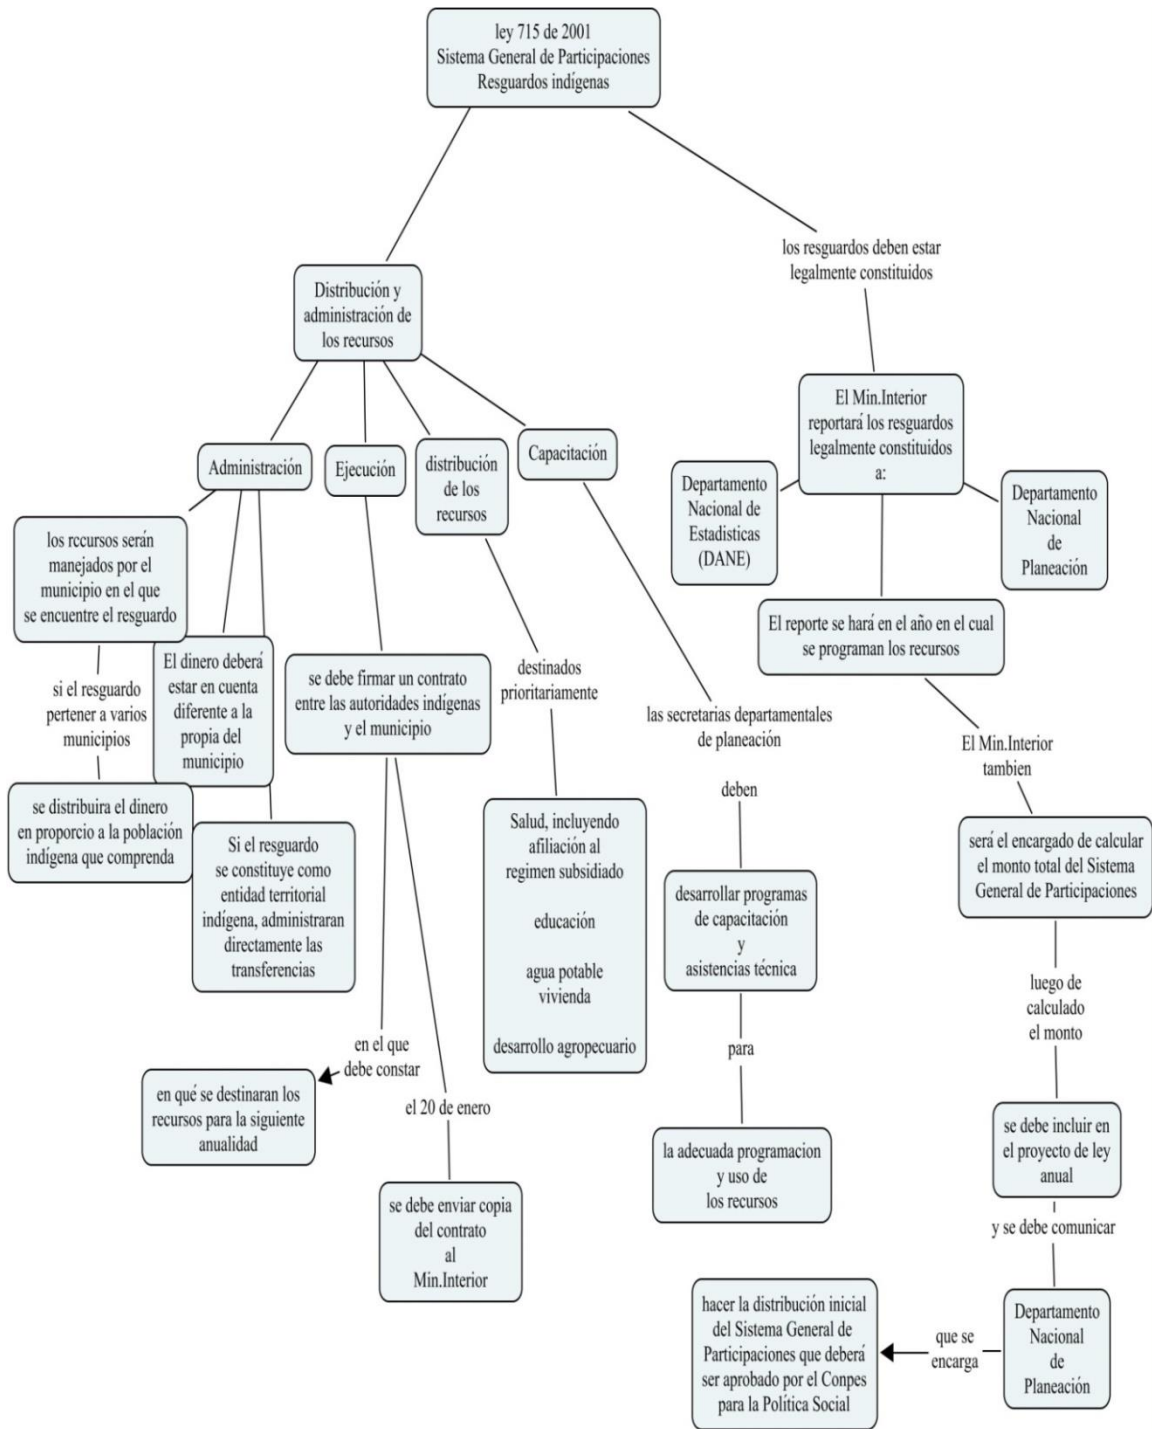 ley 715 de 2001
Sistema General de Participaciones
Resguardos indígenas
Distribución y
administración de
los recursos
Administración
los recursos serán
manejados por el
municipio en el que
se encuentre el resguardo
si el resguardo
pertener a varios
municipios
se distribuira el dinero
en proporcio a la población
indígena que comprenda
El dinero deberá
estar en cuenta
diferente a la
propia del
municipio
Si el resguardo
se constituye como
entidad territorial
indígena, administraran
directamente las
transferencias
Ejecución
se debe firmar un contrato
entre las autoridades indígenas
y el municipio
en el que
debe constar
en qué se destinaran los
recursos para la siguiente
anualidad
el 20 de enero
se debe enviar copia
del contrato
al
Min.Interior
distribución
de los
recursos
destinados
prioritariamente
Salud, incluyendo
afiliación al
regimen subsidiado
educación
agua potable
vivienda
desarrollo agropecuario
Capacitación
las secretarias departamentales
de planeación
deben
desarrollar programas
de capacitación
y
asistencias técnica
para
la adecuada programacion
y uso de
los recursos
los resguardos deben estar
legalmente constituidos
El Min.Interior
reportará los resguardos
legalmente constituidos
a:
Departamento
Nacional de
Estadisticas
(DANE)
Departamento
Nacional
de
Planeación
El reporte se hará en el año en el cual
se programan los recursos
El Min.Interior
tambien
será el encargado de calcular
el monto total del Sistema
General de Participaciones
luego de
calculado
el monto
se debe incluir en
el proyecto de ley
anual
y se debe comunicar
Departamento
Nacional
de
Planeación
que se
encarga
hacer la distribución inicial
del Sistema General de
Participaciones que deberá
ser aprobado por el Conpes
para la Política Social